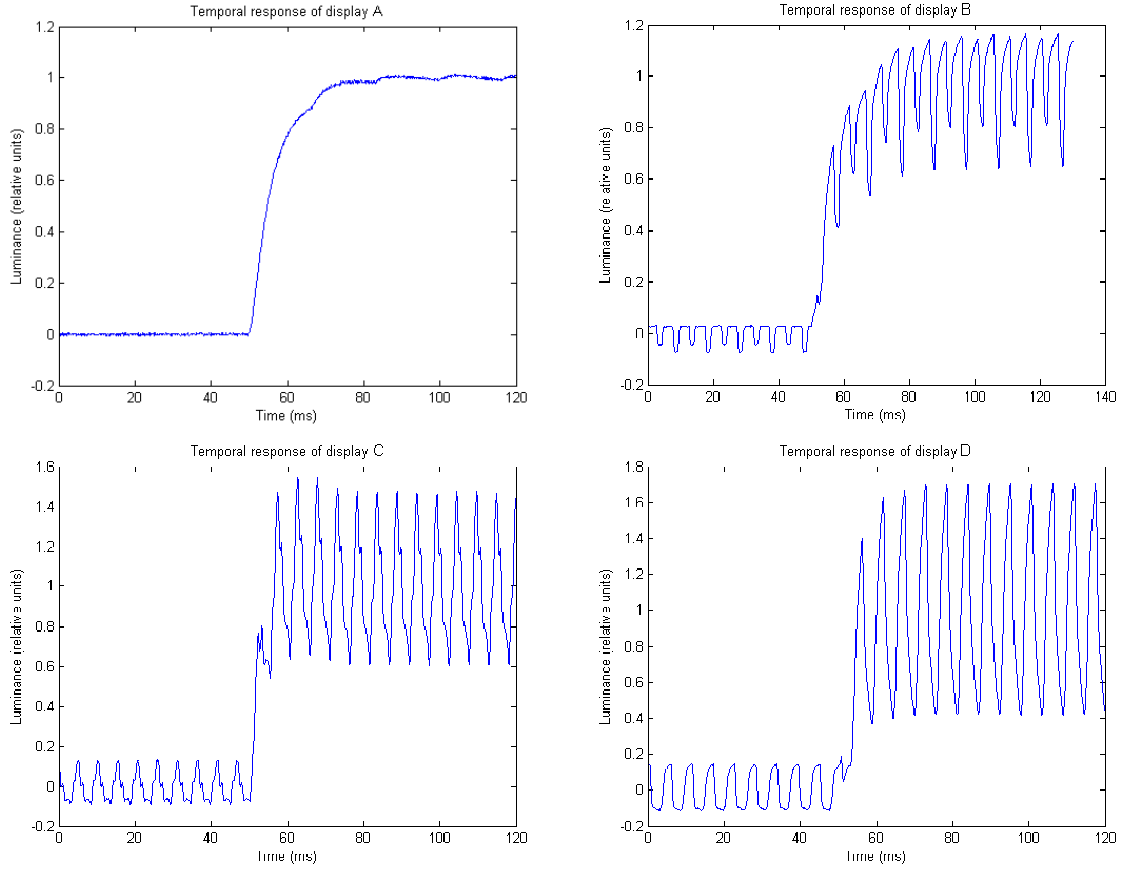 Temporal response of display A
1.2
1
0.8
0.6
0.4
0.2
0
-0.2
Luminance (relative units)
0 20 40 60 80 100 120
Time (ms)
Temporal response of display B
1.2
1
0.8
0.6
0.4
0.2
0
-0.2
Luminance (relative units)
0 20 40 60 80 100 120 140
Time (ms)
Temporal response of display C
1.6
1.4
1.2
1
0.8
0.6
0.4
0.2
0
-0.2
Luminance (relative units)
0 20 40 60 80 100 120
Time (ms)
Temporal response of display D
1.8
1.6
1.4
1.2
1
0.8
0.6
0.4
0.2
0
-0.2
Luminance (relative units)
0 20 40 60 80 100 120
Time (ms)